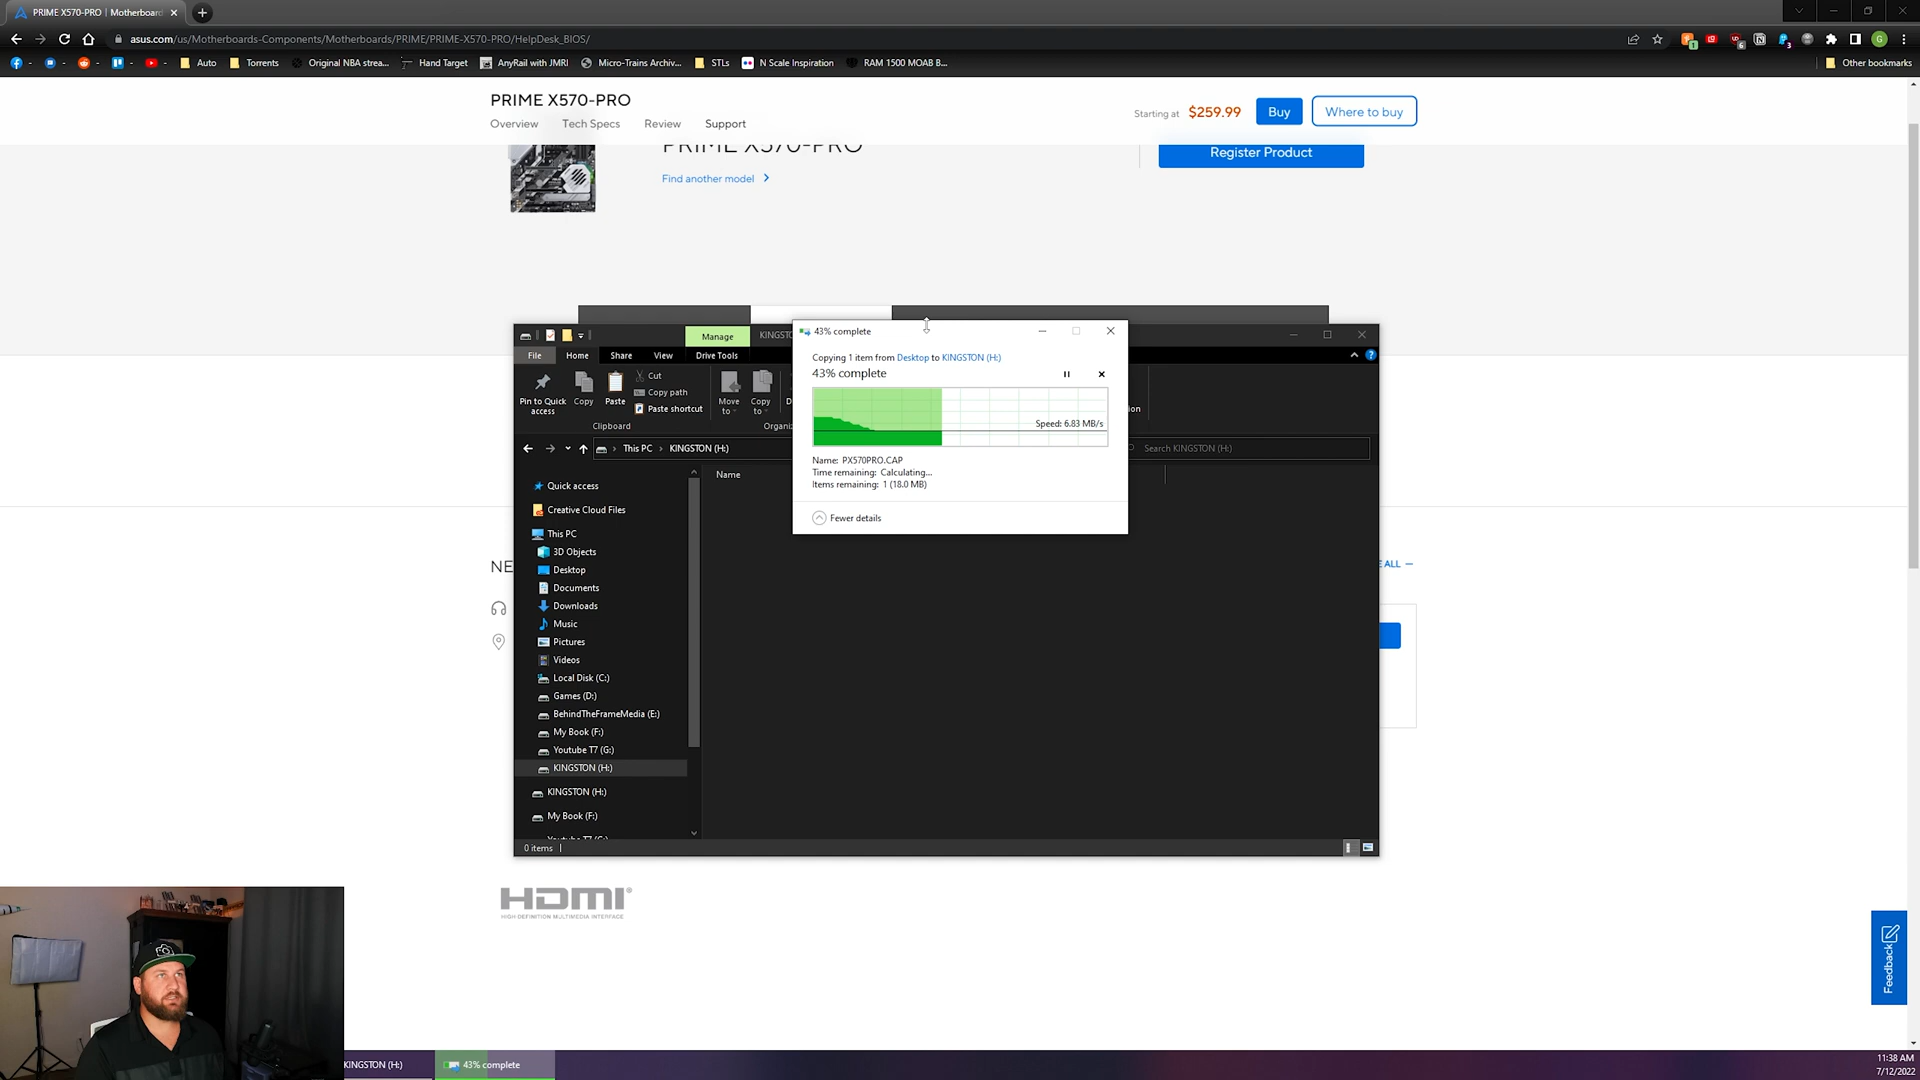 PRIME X570-PRO | Motherboard
asus.com/us/Motherboards-Components/Motherboards/PRIME/PRIME-X570-PRO/HelpDesk_BIOS/
Auto
Torrents
Original NBA strea...
Hand Target
AnyRail with JMRI
Micro-Trains Archiv...
STLs
N Scale Inspiration
RAM 1500 MOAB B...
Other bookmarks
PRIME X570-PRO
Starting at $259.99
Buy
Where to buy
Overview
Tech Specs
Review
Support
PRIME X570-PRO
Register Product
Find another model
Manage
KINGSTON
File
Home
Share
View
Drive Tools
Pin to Quick
access
Copy
Paste
Cut
Copy path
Paste shortcut
Move
to
Copy
to
Clipboard
Organi
This PC
KINGSTON (H:)
Search KINGSTON (H:)
Name
Quick access
Creative Cloud Files
This PC
3D Objects
Desktop
Documents
Downloads
Music
Pictures
Videos
Local Disk (C:)
Games (D:)
BehindTheFrameMedia (E:)
My Book (F:)
Youtube T7 (G:)
KINGSTON (H:)
KINGSTON (H:)
My Book (F:)
0 items
43% complete
Copying 1 item from Desktop to KINGSTON (H:)
43% complete
Speed: 6.83 MB/s
Name: PX570PRO.CAP
Time remaining: Calculating...
Items remaining: 1 (18.0 MB)
Fewer details
NE
E ALL
HDMI
HIGH-DEFINITION MULTIMEDIA INTERFACE
Feedback
KINGSTON (H:)
43% complete
11:38 AM
7/12/2022